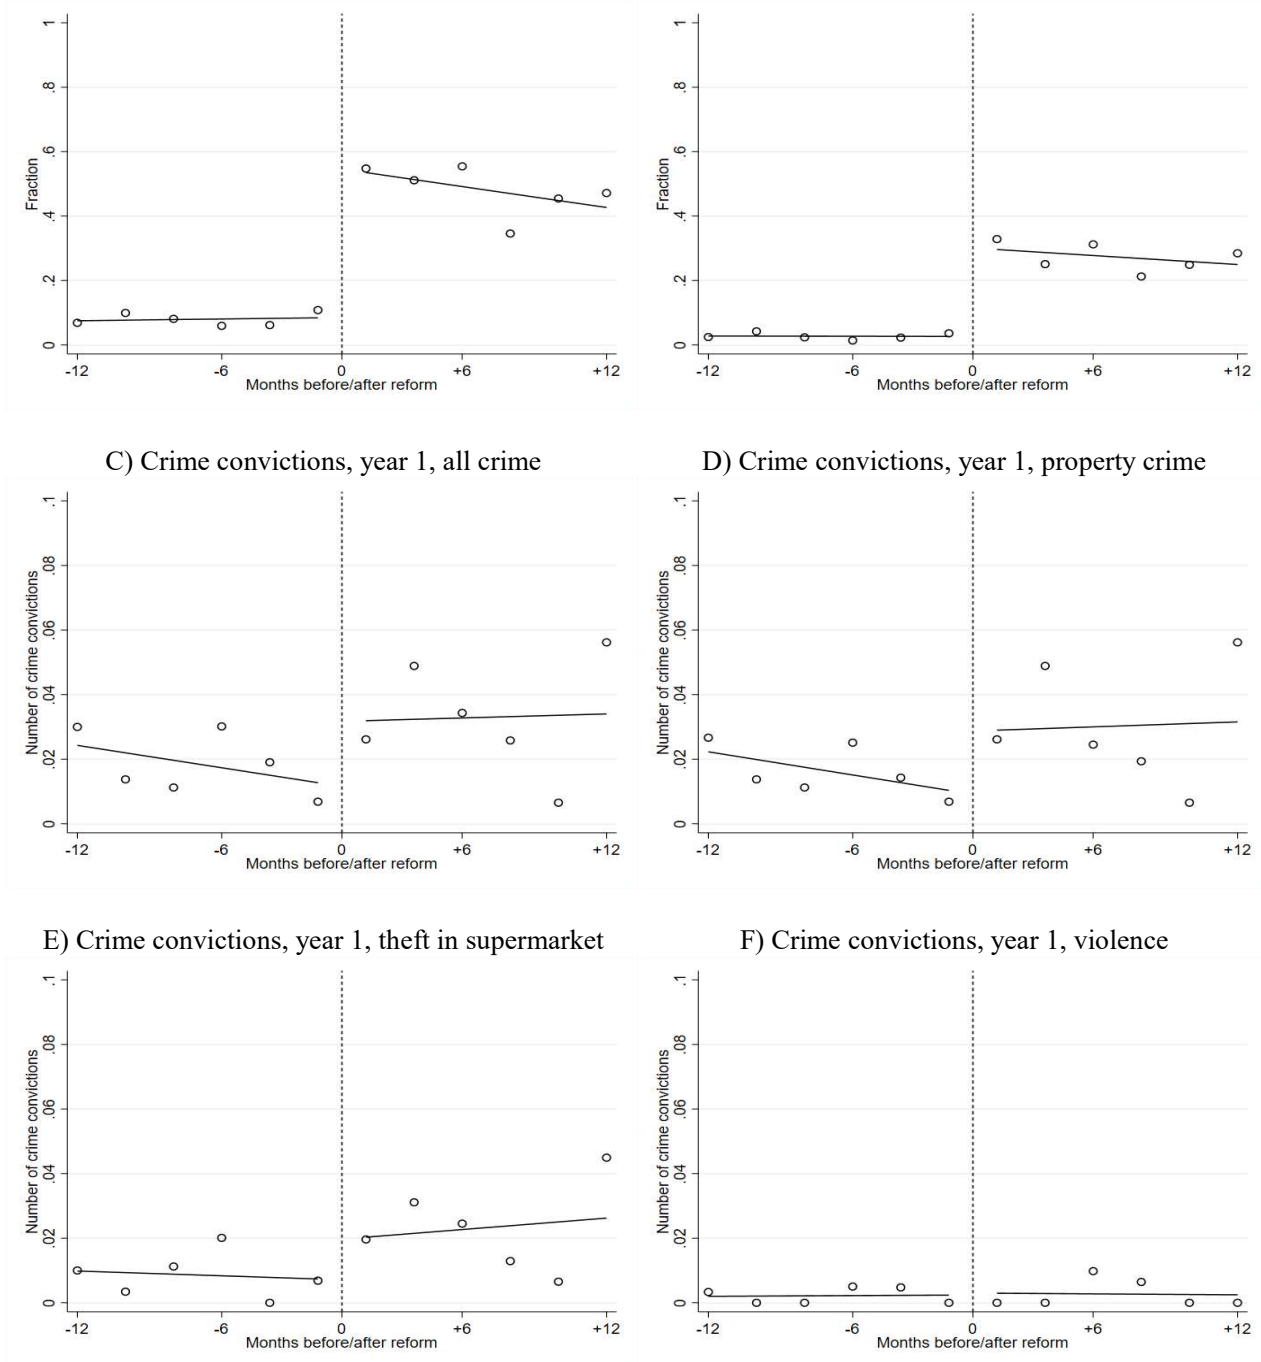 1 1
.8 .8
.6 .6
Fraction Fraction
.4 .4
.2 .2
0 0
-12 -6 0 +6 +12 -12 -6 0 +6 +12
Months before/after reform Months before/after reform
C) Crime convictions, year 1, all crime D) Crime convictions, year 1, property crime
.1 .1
.08 .08
.06 .06
Number of crime convictions Number of crime convictions
.04 .04
.02 .02
0 0
-12 -6 0 +6 +12 -12 -6 0 +6 +12
Months before/after reform Months before/after reform
E) Crime convictions, year 1, theft in supermarket F) Crime convictions, year 1, violence
.1 .1
.08 .08
.06 .06
Number of crime convictions Number of crime convictions
.04 .04
.02 .02
0 0
-12 -6 0 +6 +12 -12 -6 0 +6 +12
Months before/after reform Months before/after reform